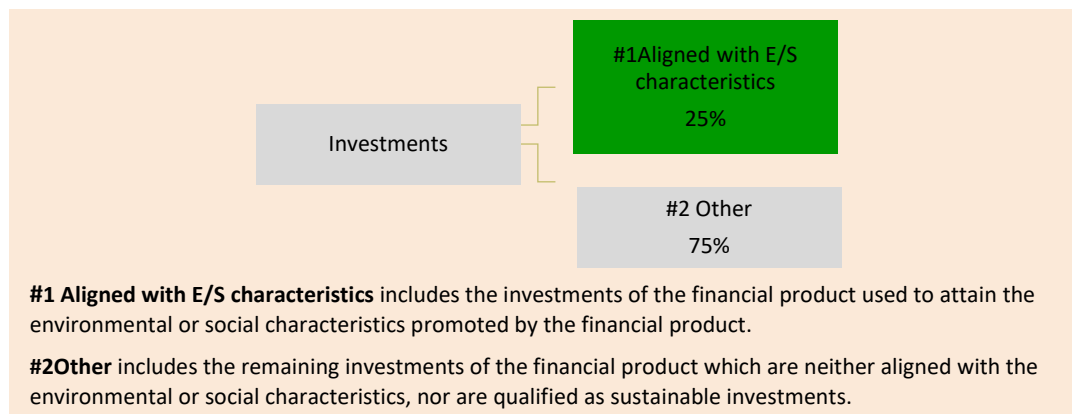 #1Aligned with E/S
characteristics
25%
Investments
#2 Other
75%
#1 Aligned with E/S characteristics includes the investments of the financial product used to attain the
environmental or social characteristics promoted by the financial product.
#2Other includes the remaining investments of the financial product which are neither aligned with the
environmental or social characteristics, nor are qualified as sustainable investments.